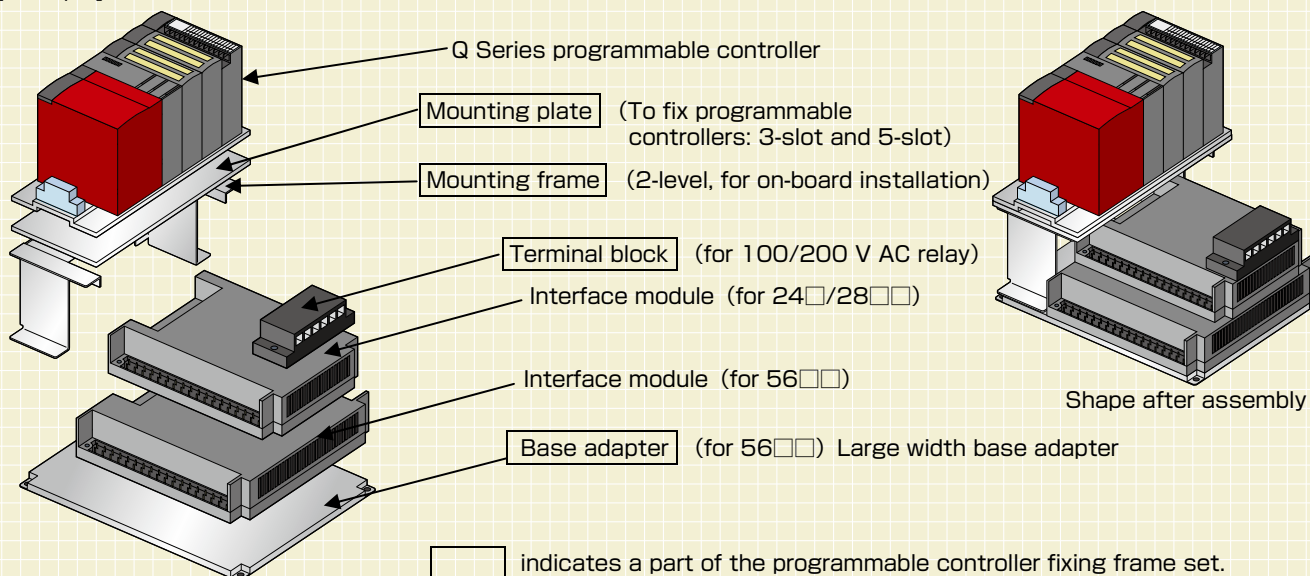 Q Series programmable controller
Mounting plate (To fix programmable
controllers: 3-slot and 5-slot)
Mounting frame (2-level, for on-board installation)
Terminal block (for 100/200 V AC relay)
Interface module (for 24□/28□□)
Interface module (for 56□□)
Shape after assembly
Base adapter (for 56□□) Large width base adapter
indicates a part of the programmable controller fixing frame set.